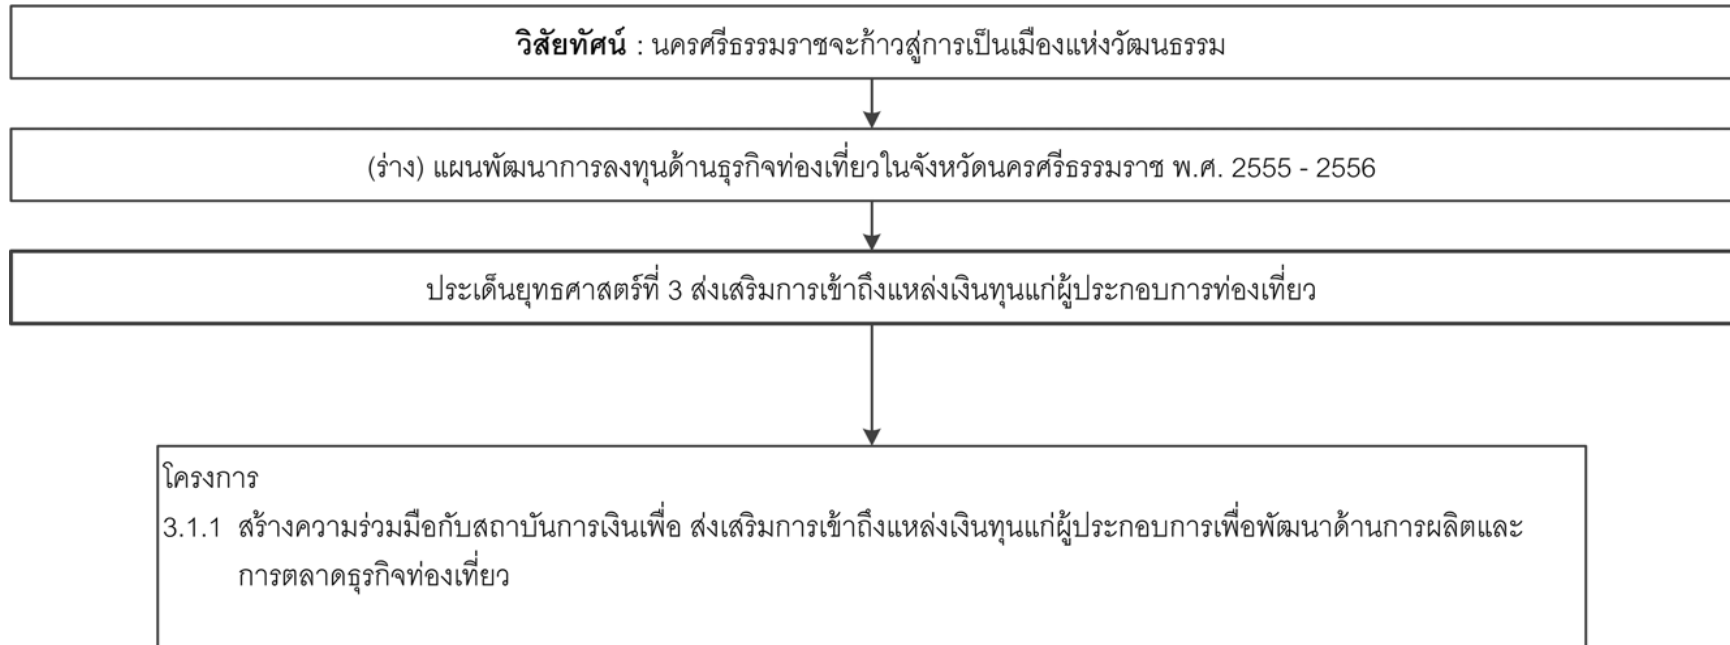 วิสัยทัศน์ : นครศรีธรรมราชจะก้าวสู่การเป็นเมืองแห่งวัฒนธรรม
(ร่าง) แผนพัฒนาการลงทุนด้านธุรกิจท่องเที่ยวในจังหวัดนครศรีธรรมราช พ.ศ. 2555 - 2556
ประเด็นยุทธศาสตร์ที่ 3 ส่งเสริมการเข้าถึงแหล่งเงินทุนแก่ผู้ประกอบการท่องเที่ยว
โครงการ
3.1.1 สร้างความร่วมมือกับสถาบันการเงินเพื่อ ส่งเสริมการเข้าถึงแหล่งเงินทุนแก่ผู้ประกอบการเพื่อพัฒนาด้านการผลิตและ
การตลาดธุรกิจท่องเที่ยว